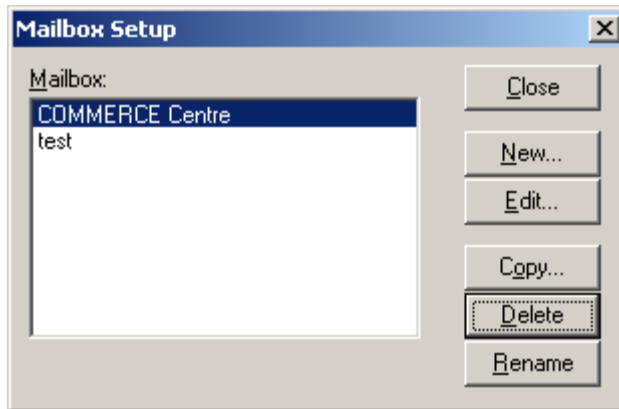 Mailbox Setup
Mailbox:
COMMERCE Centre
test
Close
New...
Edit...
Copy...
Delete
Rename